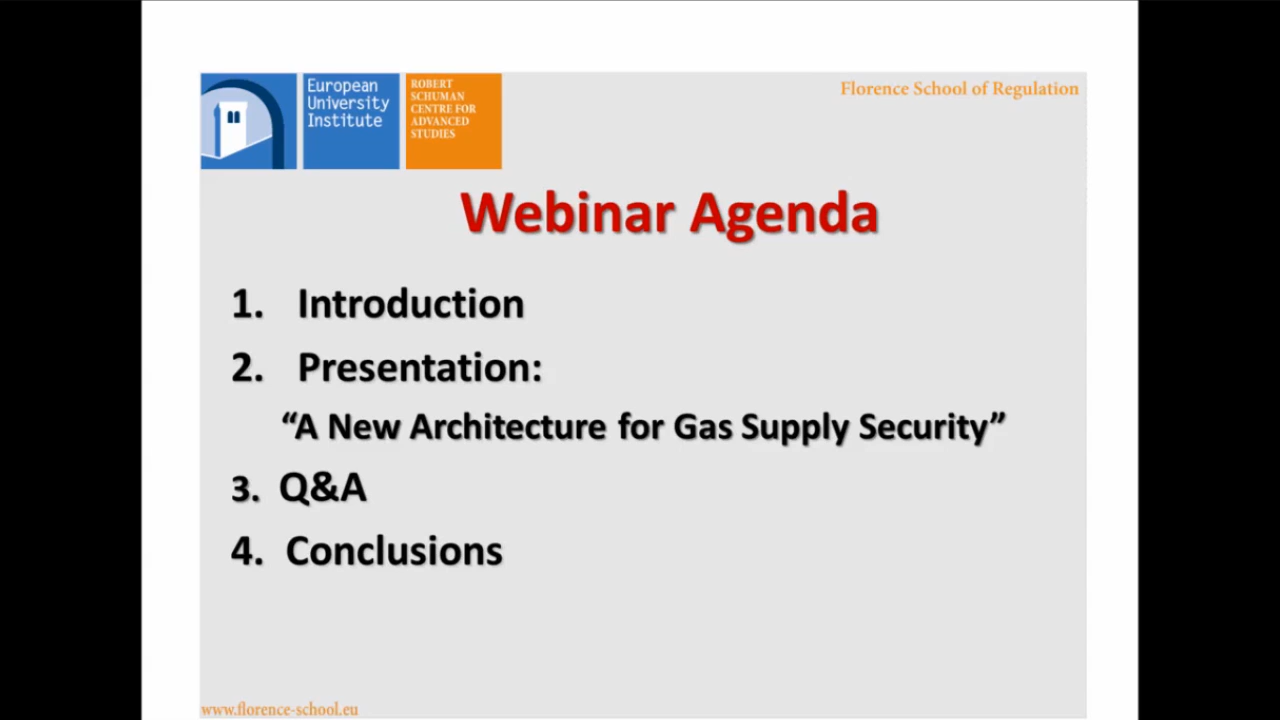 European
University
Institute
ROBERT
SCHUMAN
CENTRE FOR
ADVANCED
STUDIES
Florence School of Regulation
Webinar Agenda
1. Introduction
2. Presentation:
“A New Architecture for Gas Supply Security”
3. Q&A
4. Conclusions
www.florence-school.eu